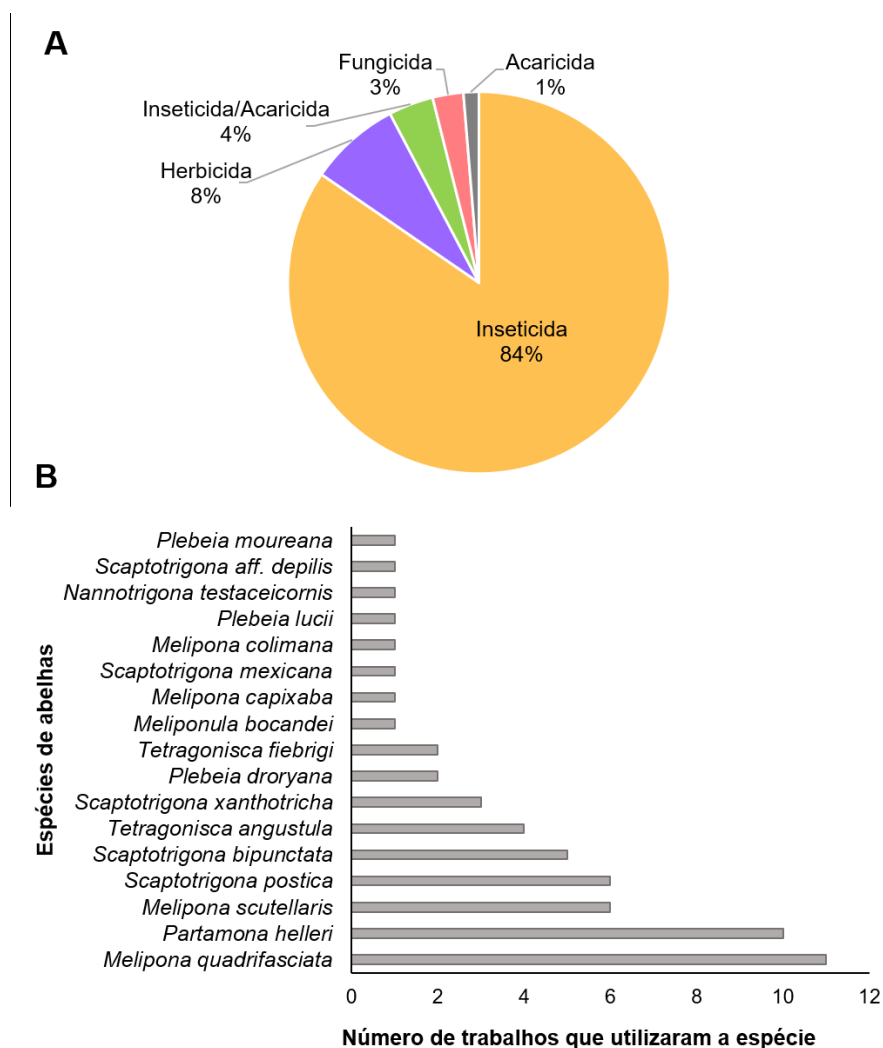 A
Fungicida
3%
Acaricida
1%
Inseticida/Acaricida
4%
Herbicida
8%
Inseticida
84%
B
Espécies de abelhas
Plebeia moureana
Scaptotrigona aff. depilis
Nannotrigona testaceicornis
Plebeia lucii
Melipona colimana
Scaptotrigona mexicana
Melipona capixaba
Meliponula bocandei
Tetragonisca fiebrigi
Plebeia droryana
Scaptotrigona xanthotricha
Tetragonisca angustula
Scaptotrigona bipunctata
Scaptotrigona postica
Melipona scutellaris
Partamona helleri
Melipona quadrifasciata
0 2 4 6 8 10 12
Número de trabalhos que utilizaram a espécie